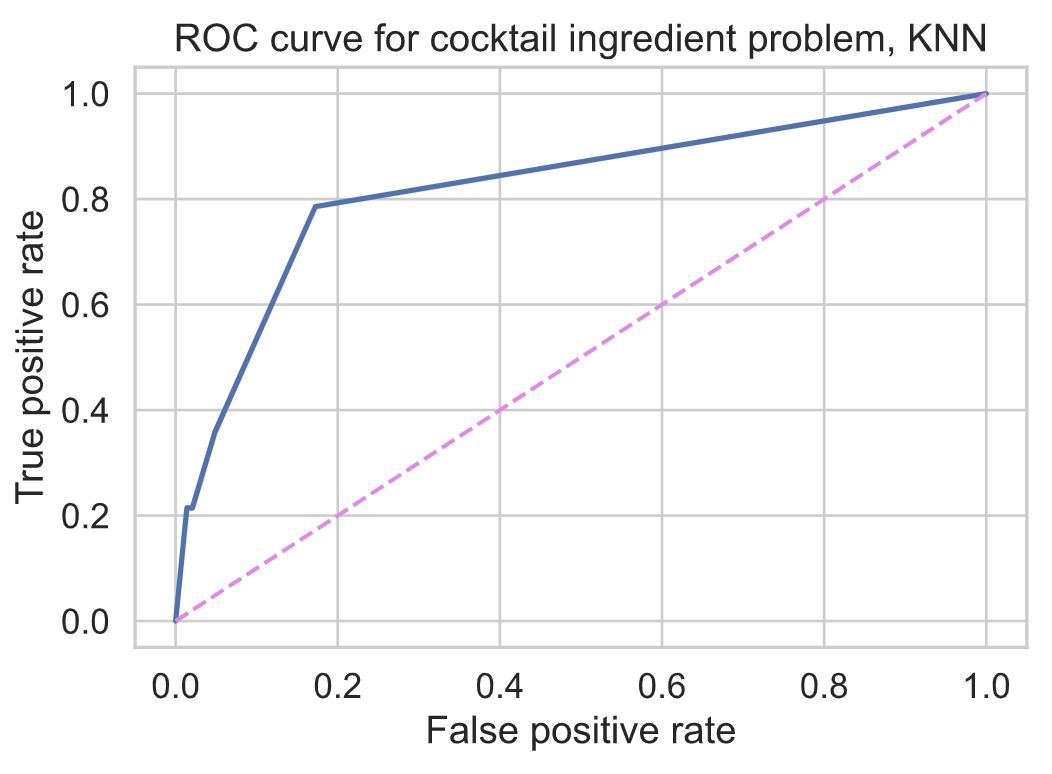 ROC curve for cocktail ingredient problem, KNN
True positive rate
1.0
0.8
0.6
0.4
0.2
0.0
0.0 0.2 0.4 0.6 0.8 1.0
False positive rate